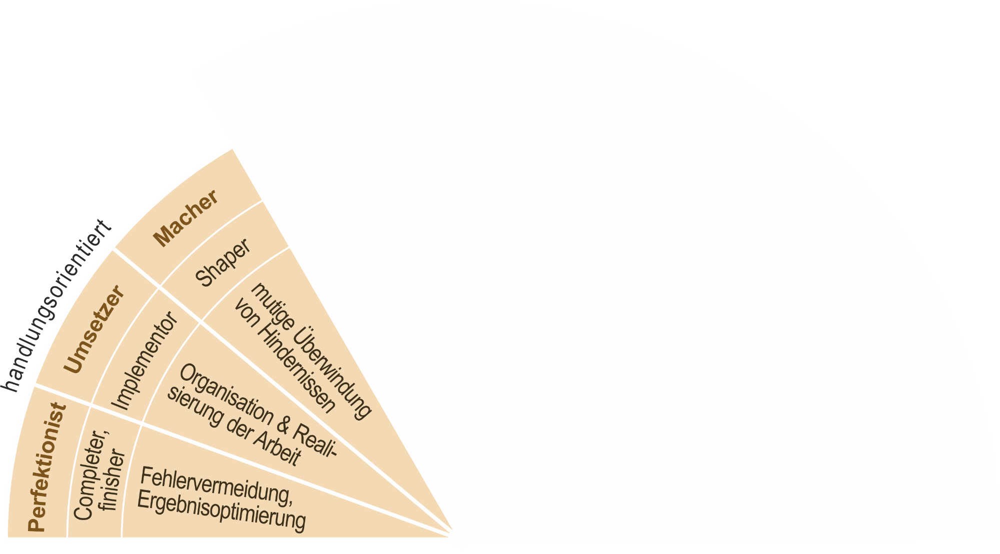 handlungsorientiert
Macher
Shaper
mutige Überwindung
von Hindernissen
Umsetzer
Implementor
Organisation & Reali-
sierung der Arbeit
Perfektionist
Completer,
finisher
Fehlervermeidung,
Ergebnisoptimierung